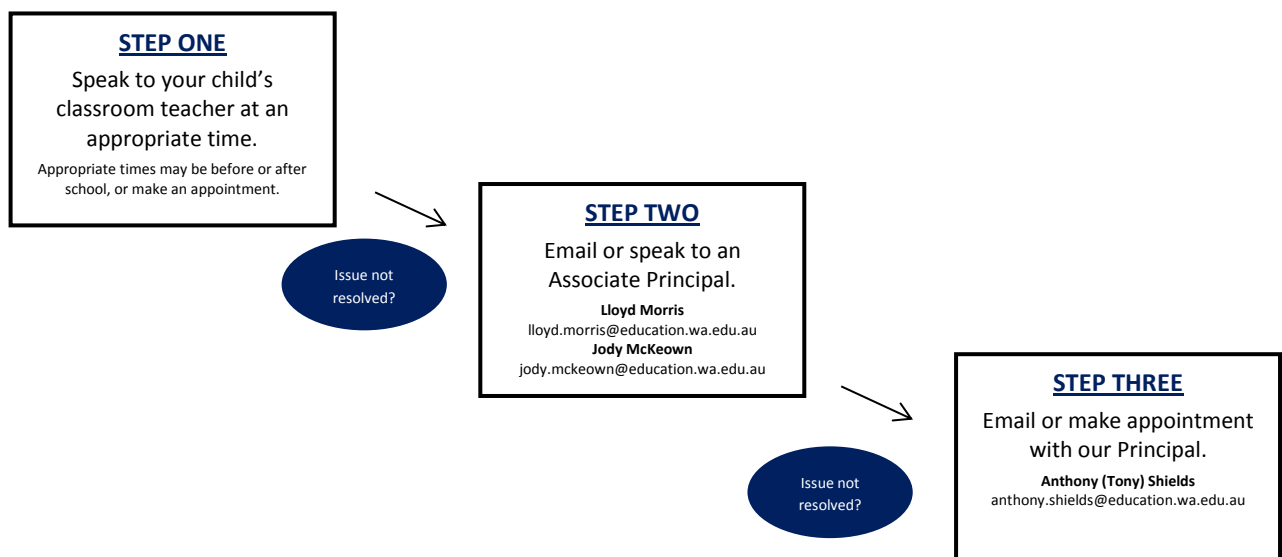 STEP ONE
Speak to your child’s
classroom teacher at an
appropriate time.
Appropriate times may be before or after
school, or make an appointment.
Issue not
resolved?
STEP TWO
Email or speak to an
Associate Principal.
Lloyd Morris
lloyd.morris@education.wa.edu.au
Jody McKeown
jody.mckeown@education.wa.edu.au
Issue not
resolved?
STEP THREE
Email or make appointment
with our Principal.
Anthony (Tony) Shields
anthony.shields@education.wa.edu.au